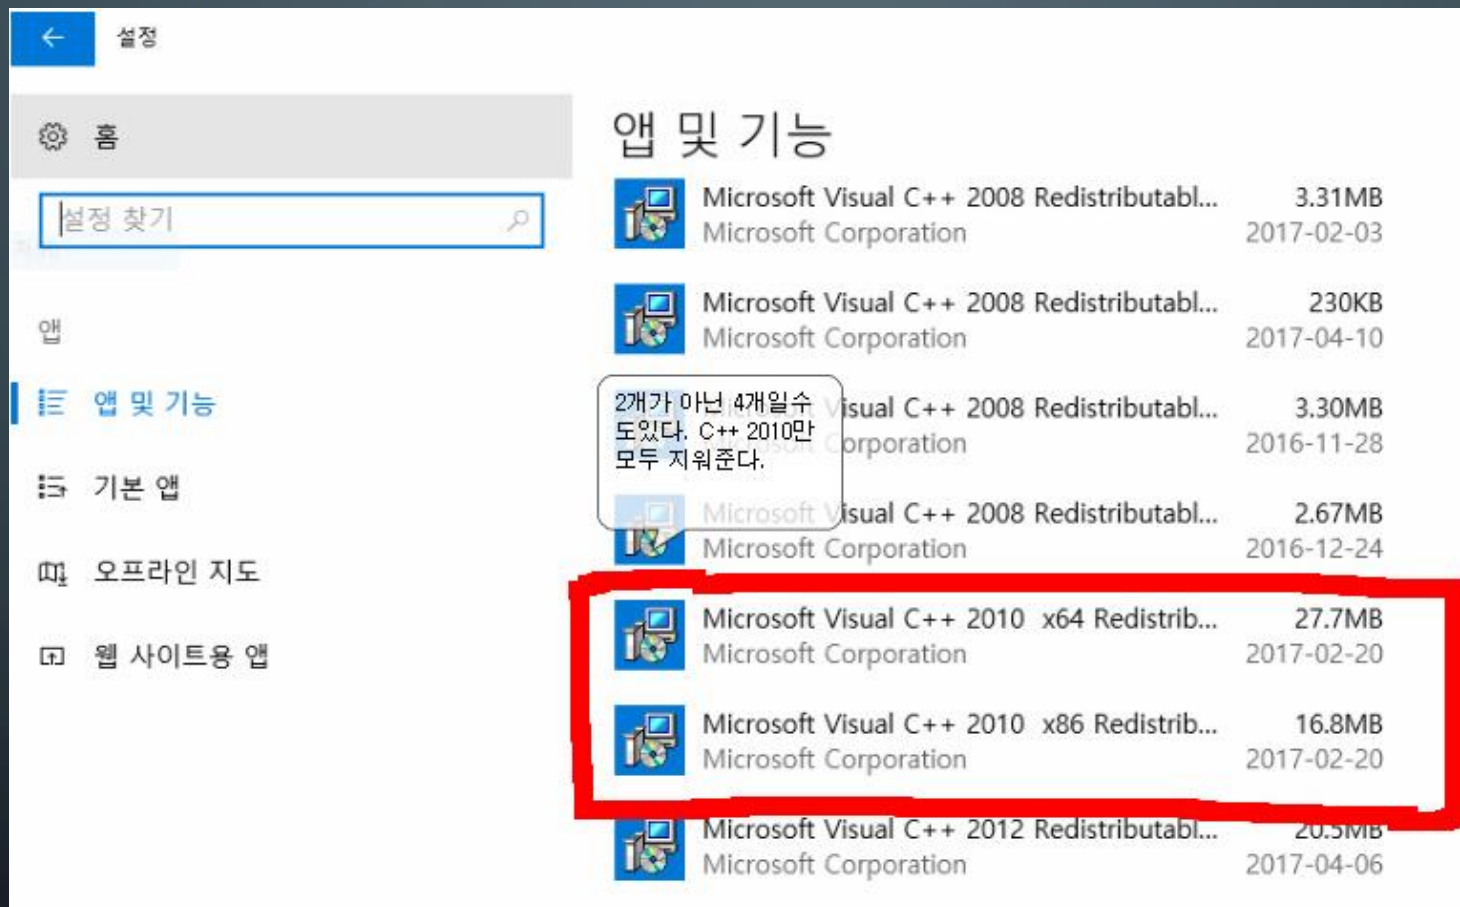 설정
홈
설정 찾기
앱
앱 및 기능
기본 앱
오프라인 지도
웹 사이트용 앱
앱 및 기능
Microsoft Visual C++ 2008 Redistributabl... 3.31MB
Microsoft Corporation 2017-02-03
Microsoft Visual C++ 2008 Redistributabl... 230KB
Microsoft Corporation 2017-04-10
2개가 아닌 4개일수
도있다. C++ 2010만
모두 지워준다.
Visual C++ 2008 Redistributabl... 3.30MB
Corporation 2016-11-28
Microsoft Visual C++ 2008 Redistributabl... 2.67MB
Microsoft Corporation 2016-12-24
Microsoft Visual C++ 2010 x64 Redistrib... 27.7MB
Microsoft Corporation 2017-02-20
Microsoft Visual C++ 2010 x86 Redistrib... 16.8MB
Microsoft Corporation 2017-02-20
Microsoft Visual C++ 2012 Redistributabl... 20.5MB
Microsoft Corporation 2017-04-06